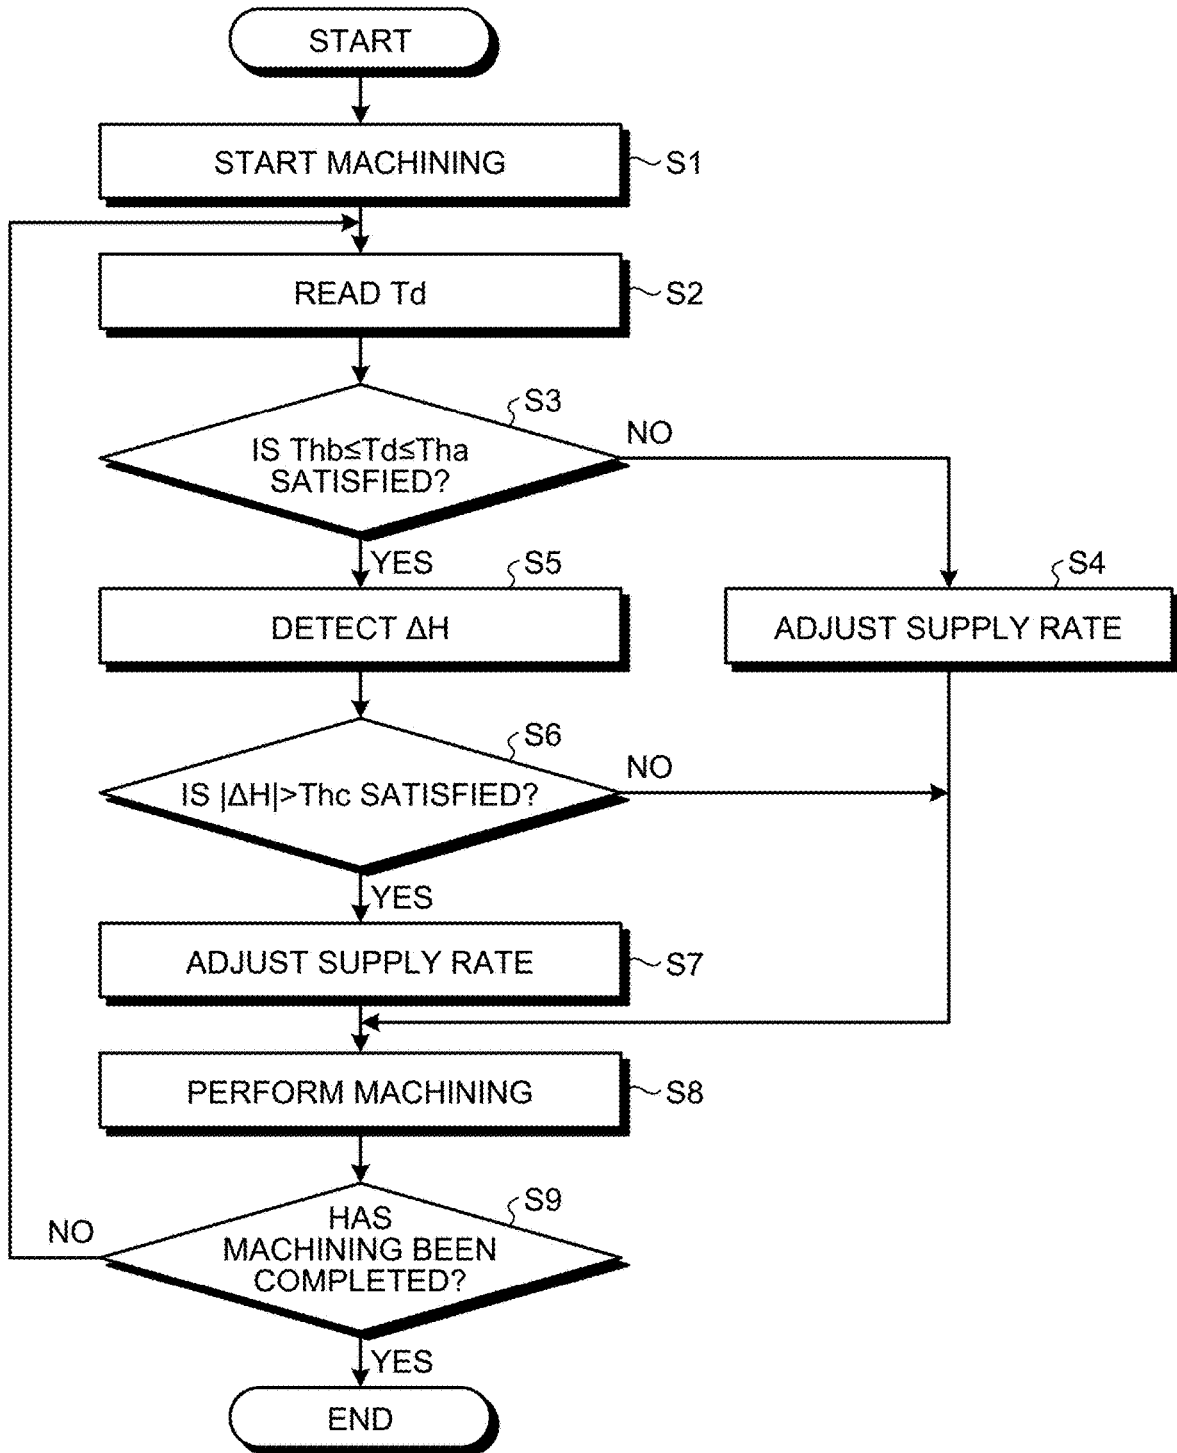 START
START MACHINING
S1
READ Td
S2
S3
IS Thb≤Td≤Tha
SATISFIED?
NO
YES
S5
DETECT ΔH
S4
ADJUST SUPPLY RATE
S6
IS |ΔH|>Thc SATISFIED?
NO
YES
ADJUST SUPPLY RATE
S7
PERFORM MACHINING
S8
S9
HAS
MACHINING BEEN
COMPLETED?
NO
YES
END